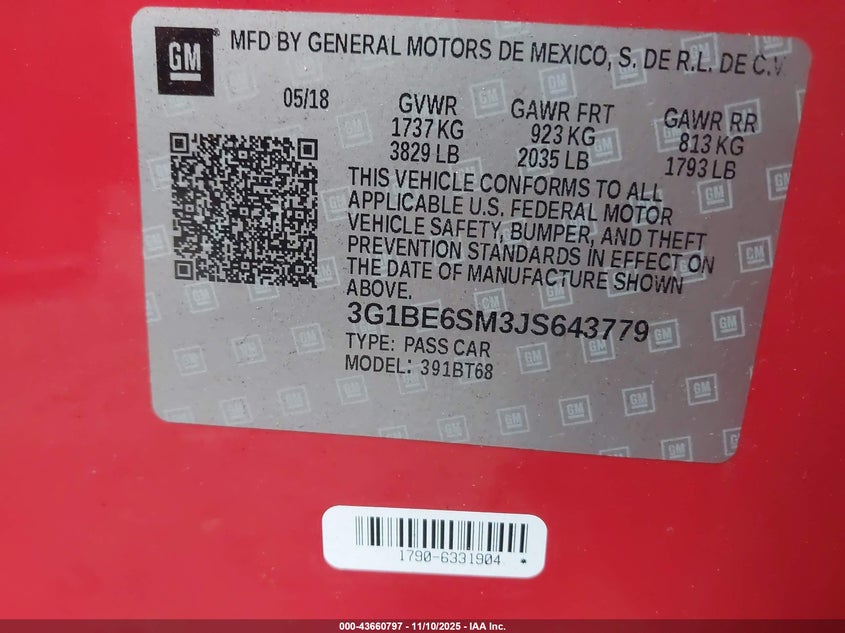 GM MFD BY GENERAL MOTORS DE MEXICO, S. DE R.L. DE C.V.
05/18 GVWR GAWR FRT GAWR RR
1737 KG 923 KG 813 KG
3829 LB 2035 LB 1793 LB
THIS VEHICLE CONFORMS TO ALL
APPLICABLE U.S. FEDERAL MOTOR
VEHICLE SAFETY, BUMPER, AND THEFT
PREVENTION STANDARDS IN EFFECT ON
THE DATE OF MANUFACTURE SHOWN
ABOVE.
3G1BE6SM3JS643779
TYPE: PASS CAR
MODEL: 391BT68
1790-6331904 *
000-43660797 - 11/10/2025 - IAA Inc.